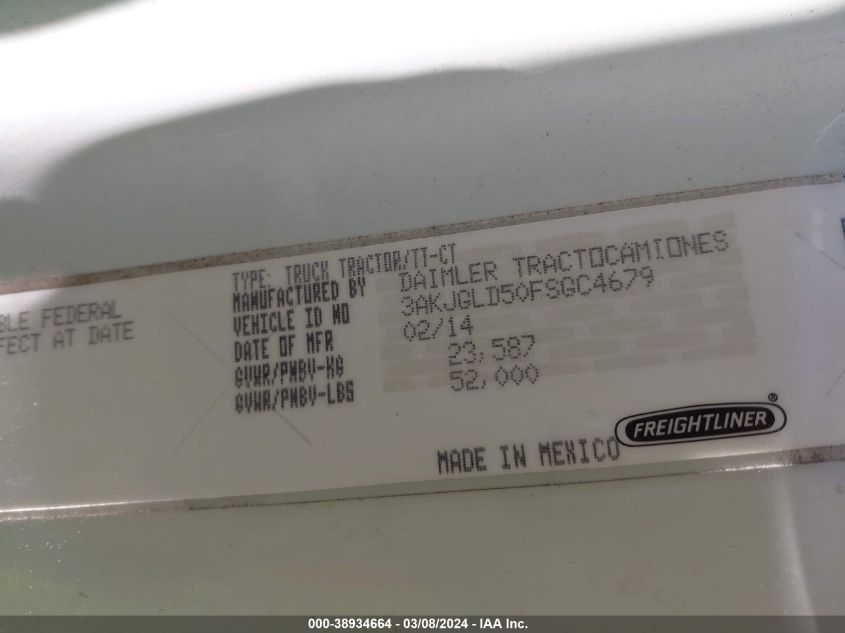 BLE FEDERAL
FECT AT DATE
TYPE: TRUCK TRACTOR/TT-CT
MANUFACTURED BY DAIMLER TRACTOCAMIONES
VEHICLE ID NO 3AKJGLD50FSGC4679
DATE OF MFR 02/14
GVWR/PNBV-KG 23,587
GVWR/PNBV-LBS 52,000
FREIGHTLINER®
MADE IN MEXICO
000-38934664 - 03/08/2024 - IAA Inc.